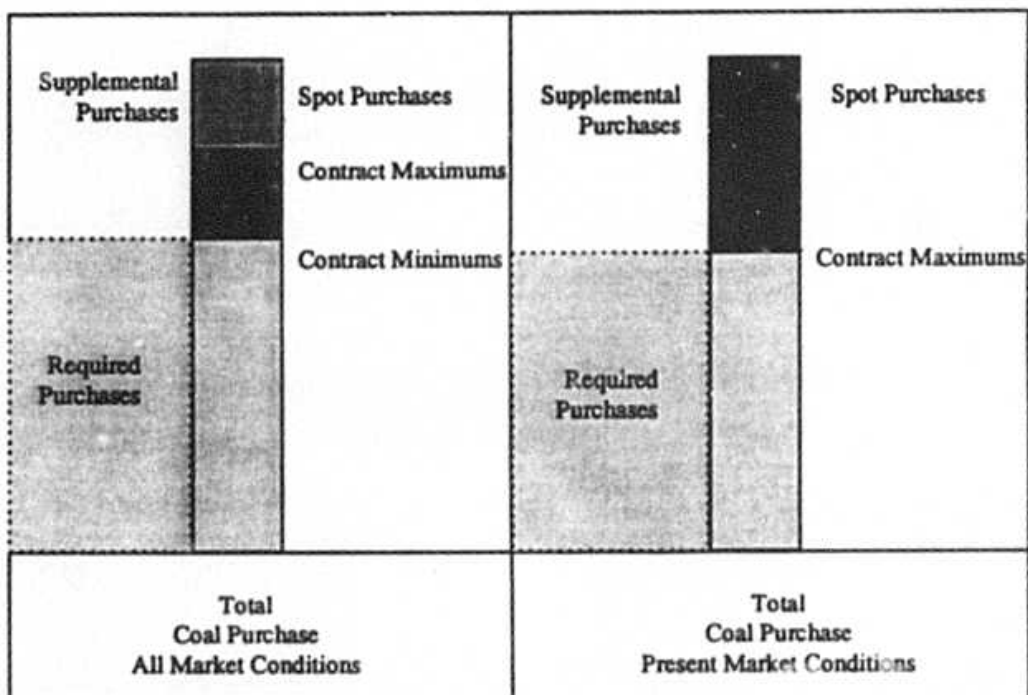 Supplemental
Purchases
Spot Purchases
Contract Maximums
Contract Minimums
Required
Purchases
Total
Coal Purchase
All Market Conditions
Supplemental
Purchases
Spot Purchases
Contract Maximums
Required
Purchases
Total
Coal Purchase
Present Market Conditions